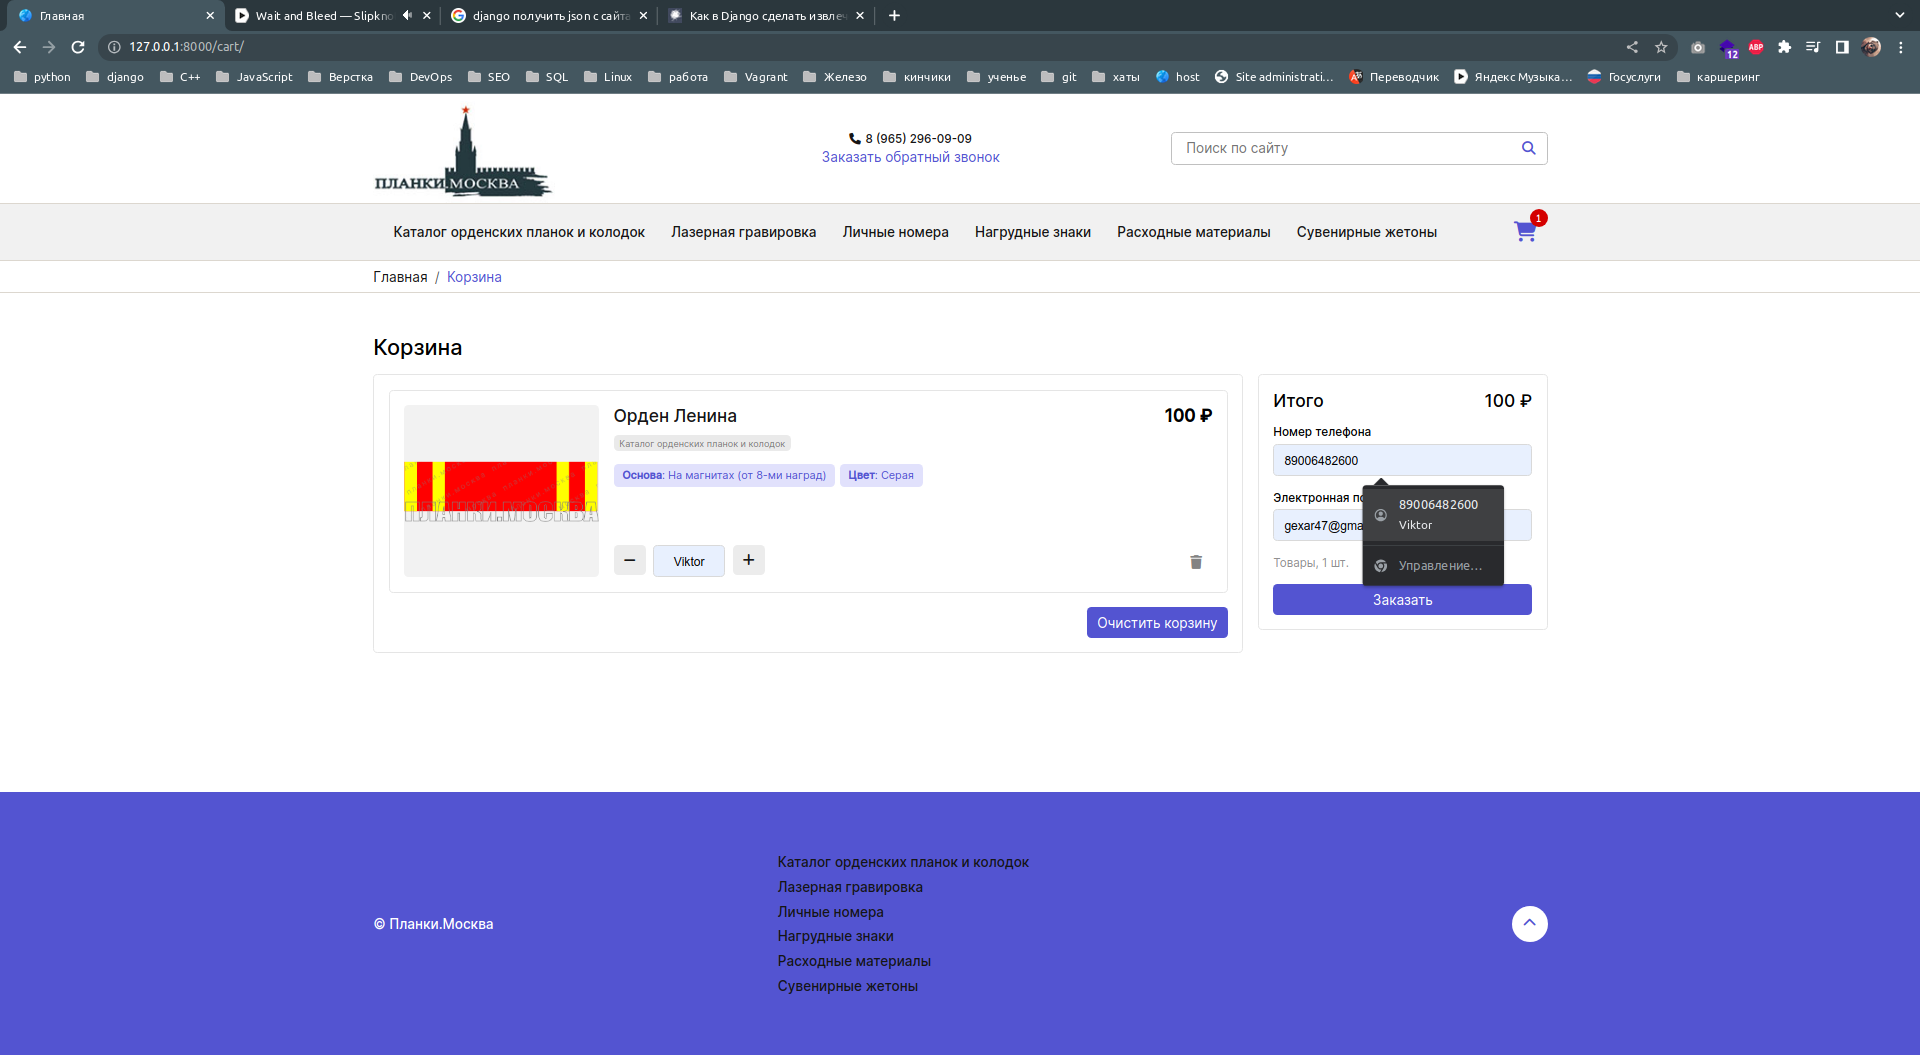 Главная
Wait and Bleed — Slipkno
django получить json с сайта
Как в Django сделать извлеч
127.0.0.1:8000/cart/
12
ABP
python
django
C++
JavaScript
Верстка
DevOps
SEO
SQL
Linux
работа
Vagrant
Железо
кинчики
ученье
git
хаты
host
Site administrati...
Переводчик
Яндекс Музыка...
Госуслуги
каршеринг
ПЛАНКИ.МОСКВА
8 (965) 296-09-09
Заказать обратный звонок
Поиск по сайту
Каталог орденских планок и колодок
Лазерная гравировка
Личные номера
Нагрудные знаки
Расходные материалы
Сувенирные жетоны
1
Главная / Корзина
Корзина
Орден Ленина
100 ₽
Каталог орденских планок и колодок
Основа: На магнитах (от 8-ми наград)
Цвет: Серая
ПЛАНКИ.МОСКВА
− Viktor +
Очистить корзину
Итого 100 ₽
Номер телефона
89006482600
Электронная по
gexar47@gma
89006482600
Viktor
Управление...
Товары, 1 шт.
Заказать
© Планки.Москва
Каталог орденских планок и колодок
Лазерная гравировка
Личные номера
Нагрудные знаки
Расходные материалы
Сувенирные жетоны